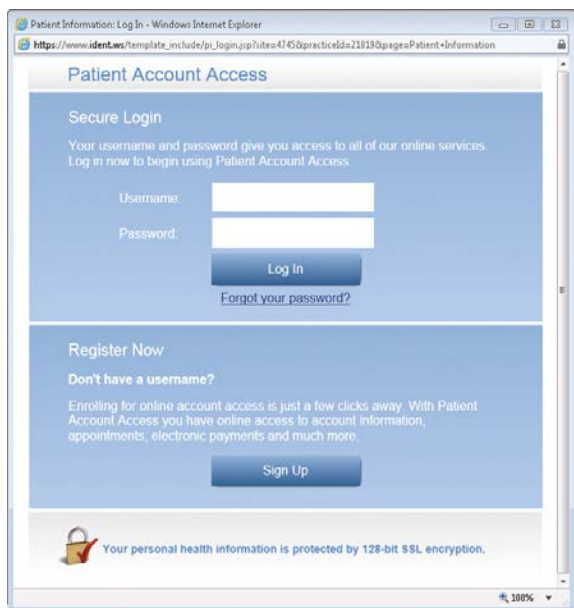 Patient Information: Log In - Windows Internet Explorer
https://www.ident.ws/template_include/pi_login.jsp?site=4745&practiceId=21819&page=Patient+Information
Patient Account Access
Secure Login
Your username and password give you access to all of our online services.
Log in now to begin using Patient Account Access.
Username:
Password:
Log In
Forgot your password?
Register Now
Don't have a username?
Enrolling for online account access is just a few clicks away. With Patient
Account Access you have online access to account information,
appointments, electronic payments and much more.
Sign Up
Your personal health information is protected by 128-bit SSL encryption.
100%